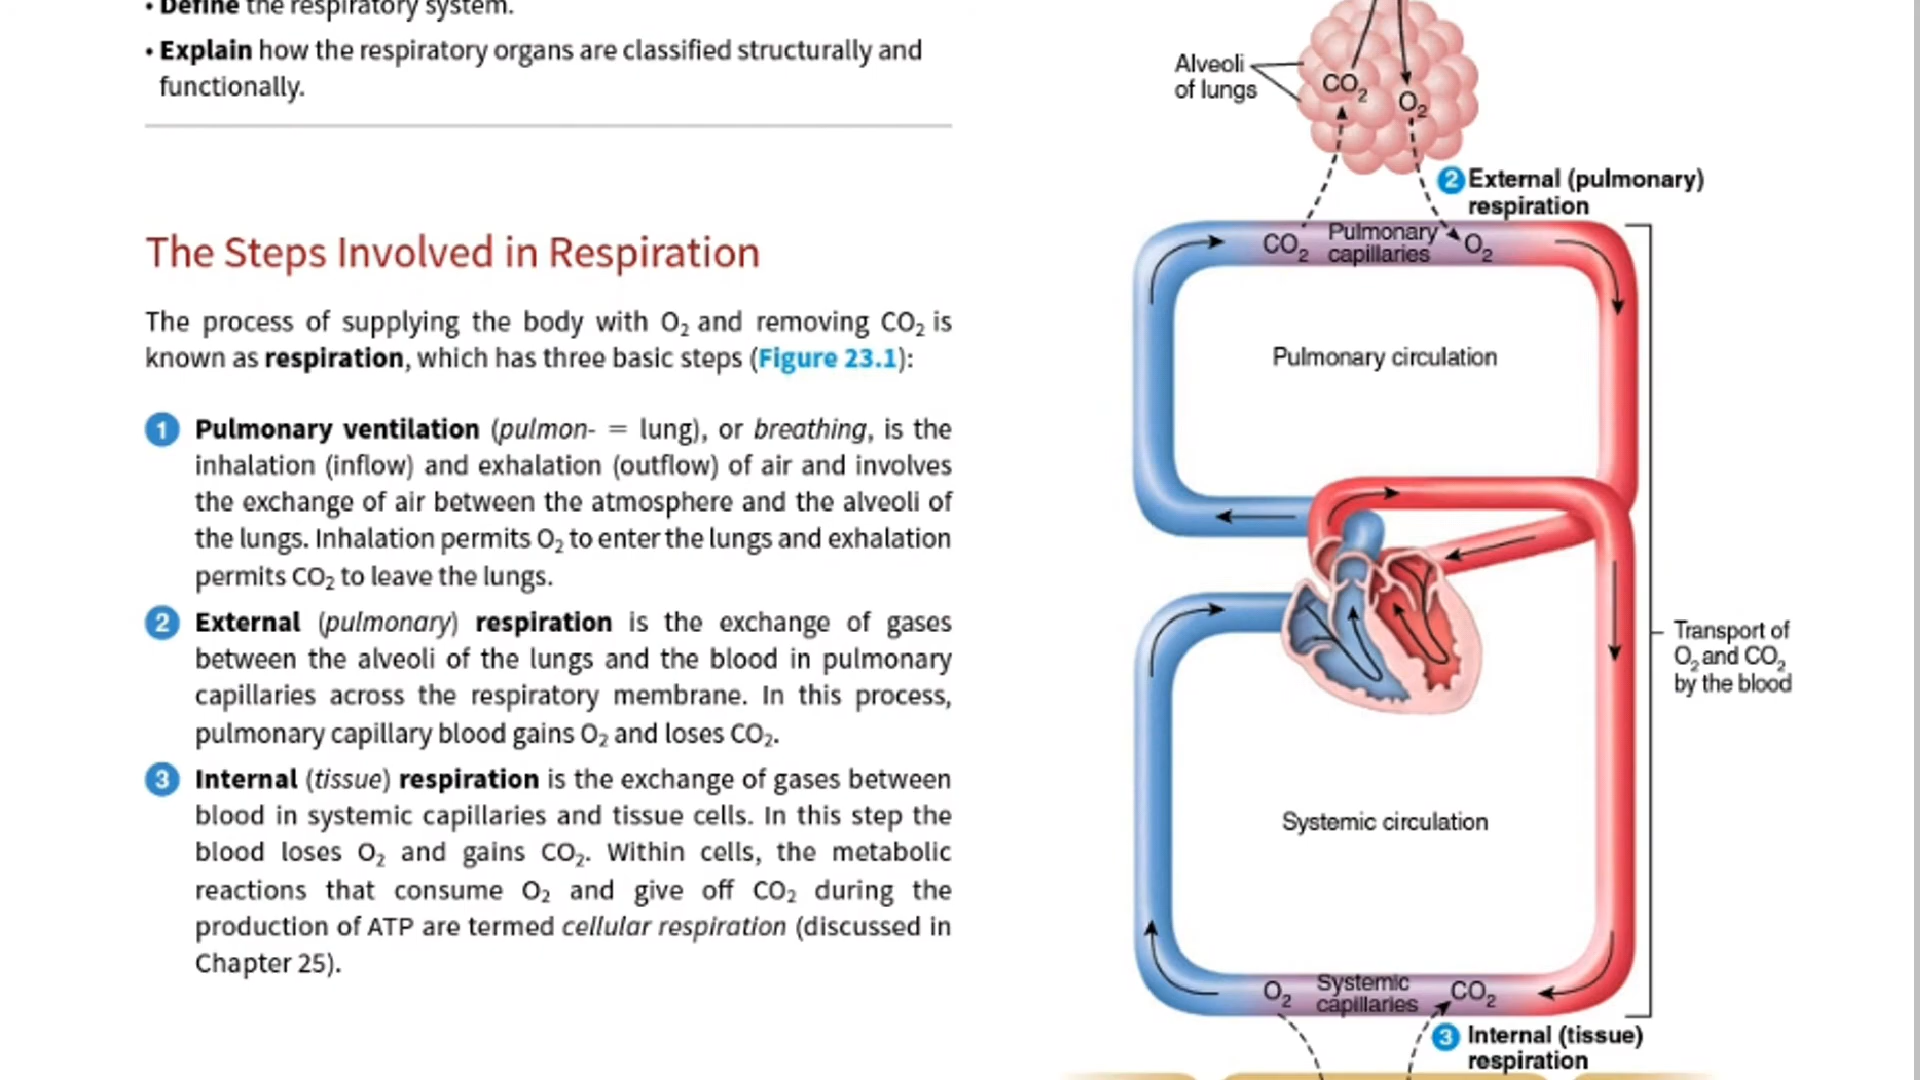 • Define the respiratory system.
• Explain how the respiratory organs are classified structurally and
functionally.
The Steps Involved in Respiration
The process of supplying the body with O₂ and removing CO₂ is
known as respiration, which has three basic steps (Figure 23.1):
1 Pulmonary ventilation (pulmon- = lung), or breathing, is the
inhalation (inflow) and exhalation (outflow) of air and involves
the exchange of air between the atmosphere and the alveoli of
the lungs. Inhalation permits O₂ to enter the lungs and exhalation
permits CO₂ to leave the lungs.
2 External (pulmonary) respiration is the exchange of gases
between the alveoli of the lungs and the blood in pulmonary
capillaries across the respiratory membrane. In this process,
pulmonary capillary blood gains O₂ and loses CO₂.
3 Internal (tissue) respiration is the exchange of gases between
blood in systemic capillaries and tissue cells. In this step the
blood loses O₂ and gains CO₂. Within cells, the metabolic
reactions that consume O₂ and give off CO₂ during the
production of ATP are termed cellular respiration (discussed in
Chapter 25).
Alveoli
of lungs
CO₂
O₂
2 External (pulmonary)
respiration
CO₂
Pulmonary
capillaries
O₂
Pulmonary circulation
Transport of
O₂ and CO₂
by the blood
Systemic circulation
O₂
Systemic
capillaries
CO₂
3 Internal (tissue)
respiration